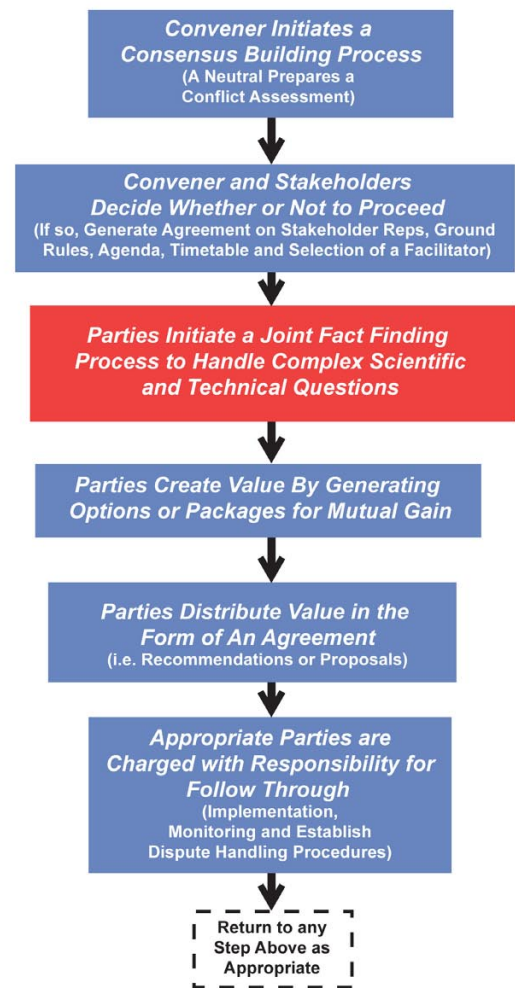 Convener Initiates a
Consensus Building Process
(A Neutral Prepares a
Conflict Assessment)
Convener and Stakeholders
Decide Whether or Not to Proceed
(If so, Generate Agreement on Stakeholder Reps, Ground
Rules, Agenda, Timetable and Selection of a Facilitator)
Parties Initiate a Joint Fact Finding
Process to Handle Complex Scientific
and Technical Questions
Parties Create Value By Generating
Options or Packages for Mutual Gain
Parties Distribute Value in the
Form of An Agreement
(i.e. Recommendations or Proposals)
Appropriate Parties are
Charged with Responsibility for
Follow Through
(Implementation,
Monitoring and Establish
Dispute Handling Procedures)
Return to any
Step Above as
Appropriate